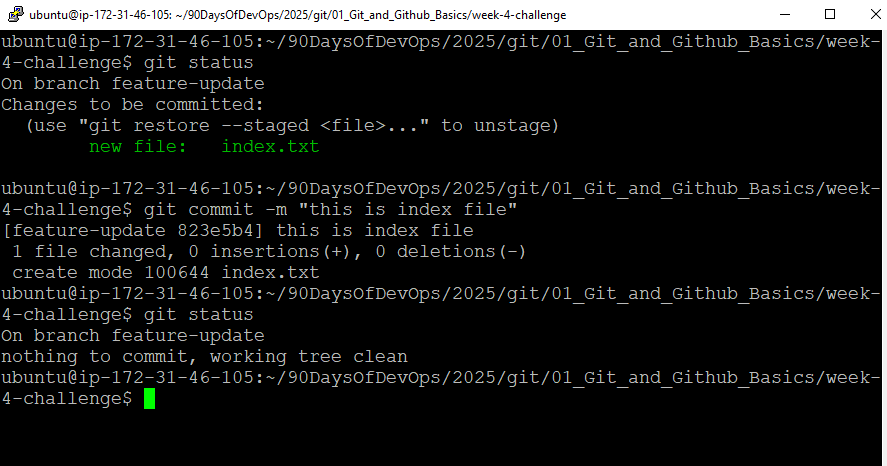 ubuntu@ip-172-31-46-105: ~/90DaysOfDevOps/2025/git/01_Git_and_Github_Basics/week-4-challenge
ubuntu@ip-172-31-46-105:~/90DaysOfDevOps/2025/git/01_Git_and_Github_Basics/week-
4-challenge$ git status
On branch feature-update
Changes to be committed:
  (use "git restore --staged <file>..." to unstage)
        new file:   index.txt

ubuntu@ip-172-31-46-105:~/90DaysOfDevOps/2025/git/01_Git_and_Github_Basics/week-
4-challenge$ git commit -m "this is index file"
[feature-update 823e5b4] this is index file
 1 file changed, 0 insertions(+), 0 deletions(-)
 create mode 100644 index.txt
ubuntu@ip-172-31-46-105:~/90DaysOfDevOps/2025/git/01_Git_and_Github_Basics/week-
4-challenge$ git status
On branch feature-update
nothing to commit, working tree clean
ubuntu@ip-172-31-46-105:~/90DaysOfDevOps/2025/git/01_Git_and_Github_Basics/week-
4-challenge$